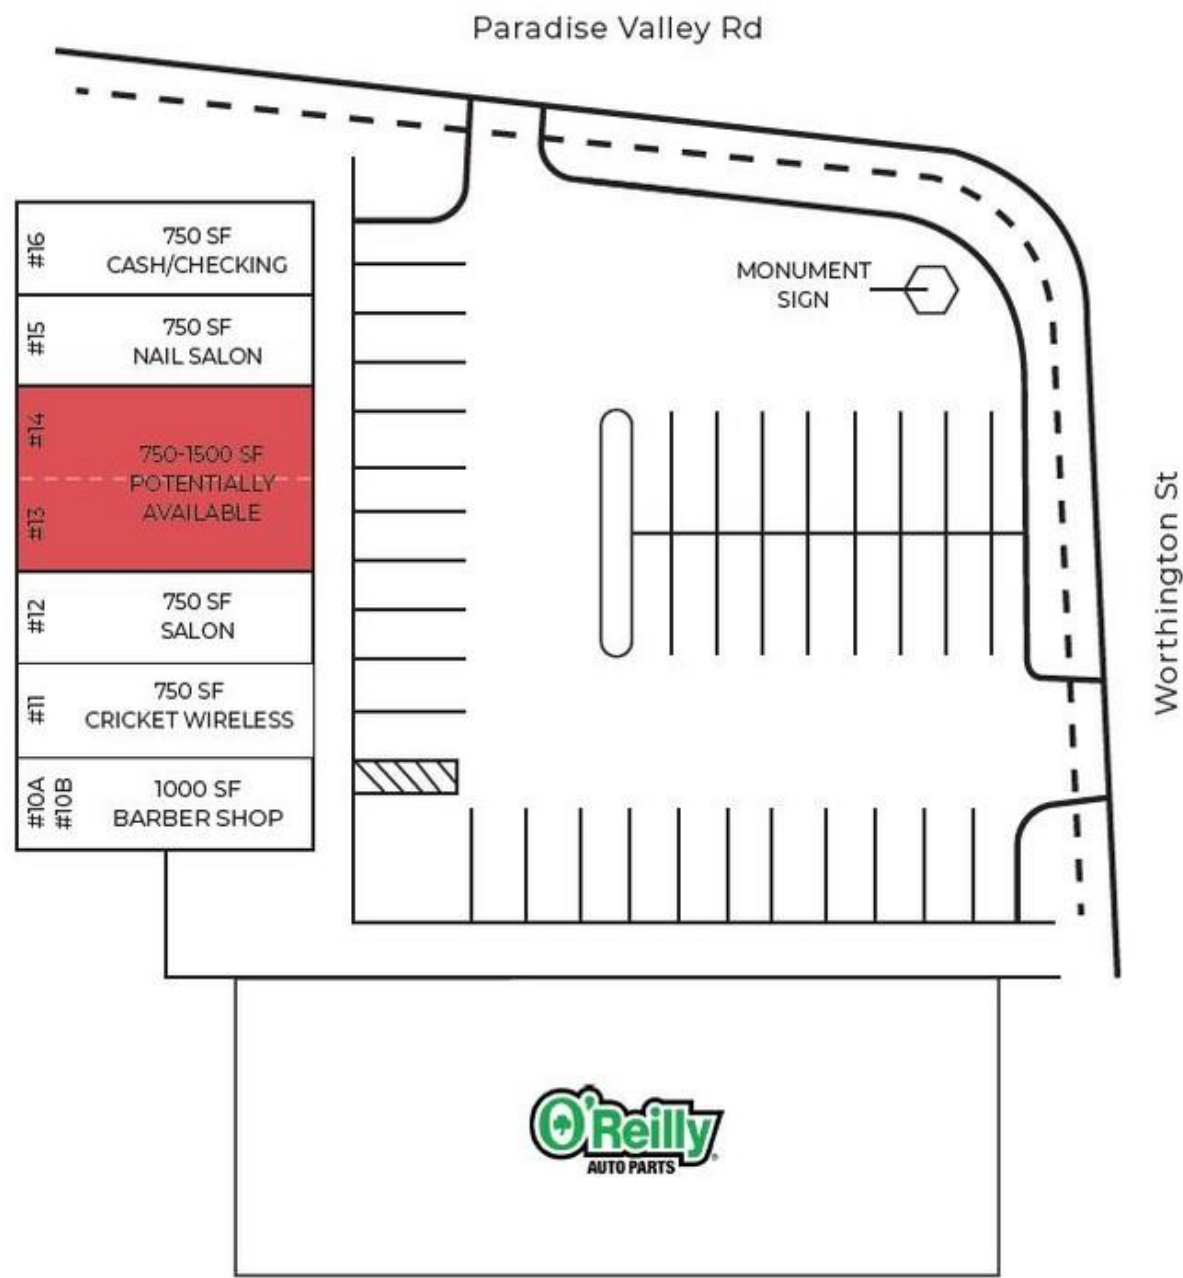 Paradise Valley Rd
#16
750 SF
CASH/CHECKING
MONUMENT
SIGN
#15
750 SF
NAIL SALON
#14
#13
750-1500 SF
POTENTIALLY
AVAILABLE
Worthington St
#12
750 SF
SALON
#11
750 SF
CRICKET WIRELESS
#10A
#10B
1000 SF
BARBER SHOP
O'Reilly
AUTO PARTS